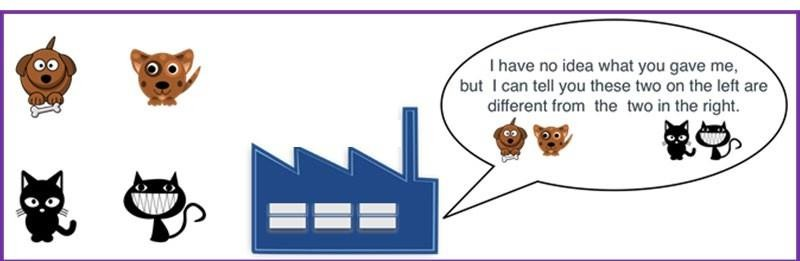 I have no idea what you gave me,
but I can tell you these two on the left are
different from the two in the right.